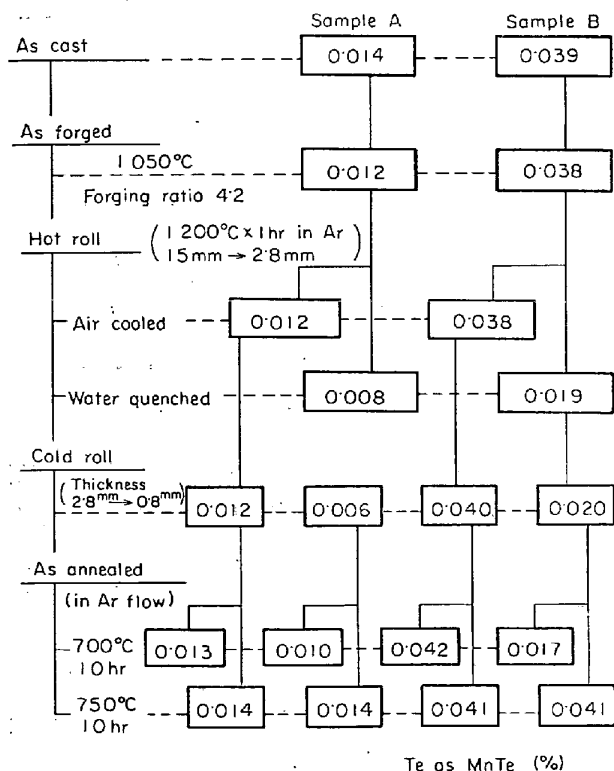 Sample A Sample B
As cast 0·014 0·039
As forged
1 050°C 0·012 0·038
Forging ratio 4·2
Hot roll (1 200°C × 1hr in Ar
15mm → 2·8mm)
Air cooled 0·012 0·038
Water quenched 0·008 0·019
Cold roll
(Thickness
2·8mm → 0·8mm) 0·012 0·006 0·040 0·020
As annealed
(in Ar flow)
700°C 0·013 0·010 0·042 0·017
10 hr
750°C 0·014 0·014 0·041 0·041
10 hr
Te as MnTe (%)